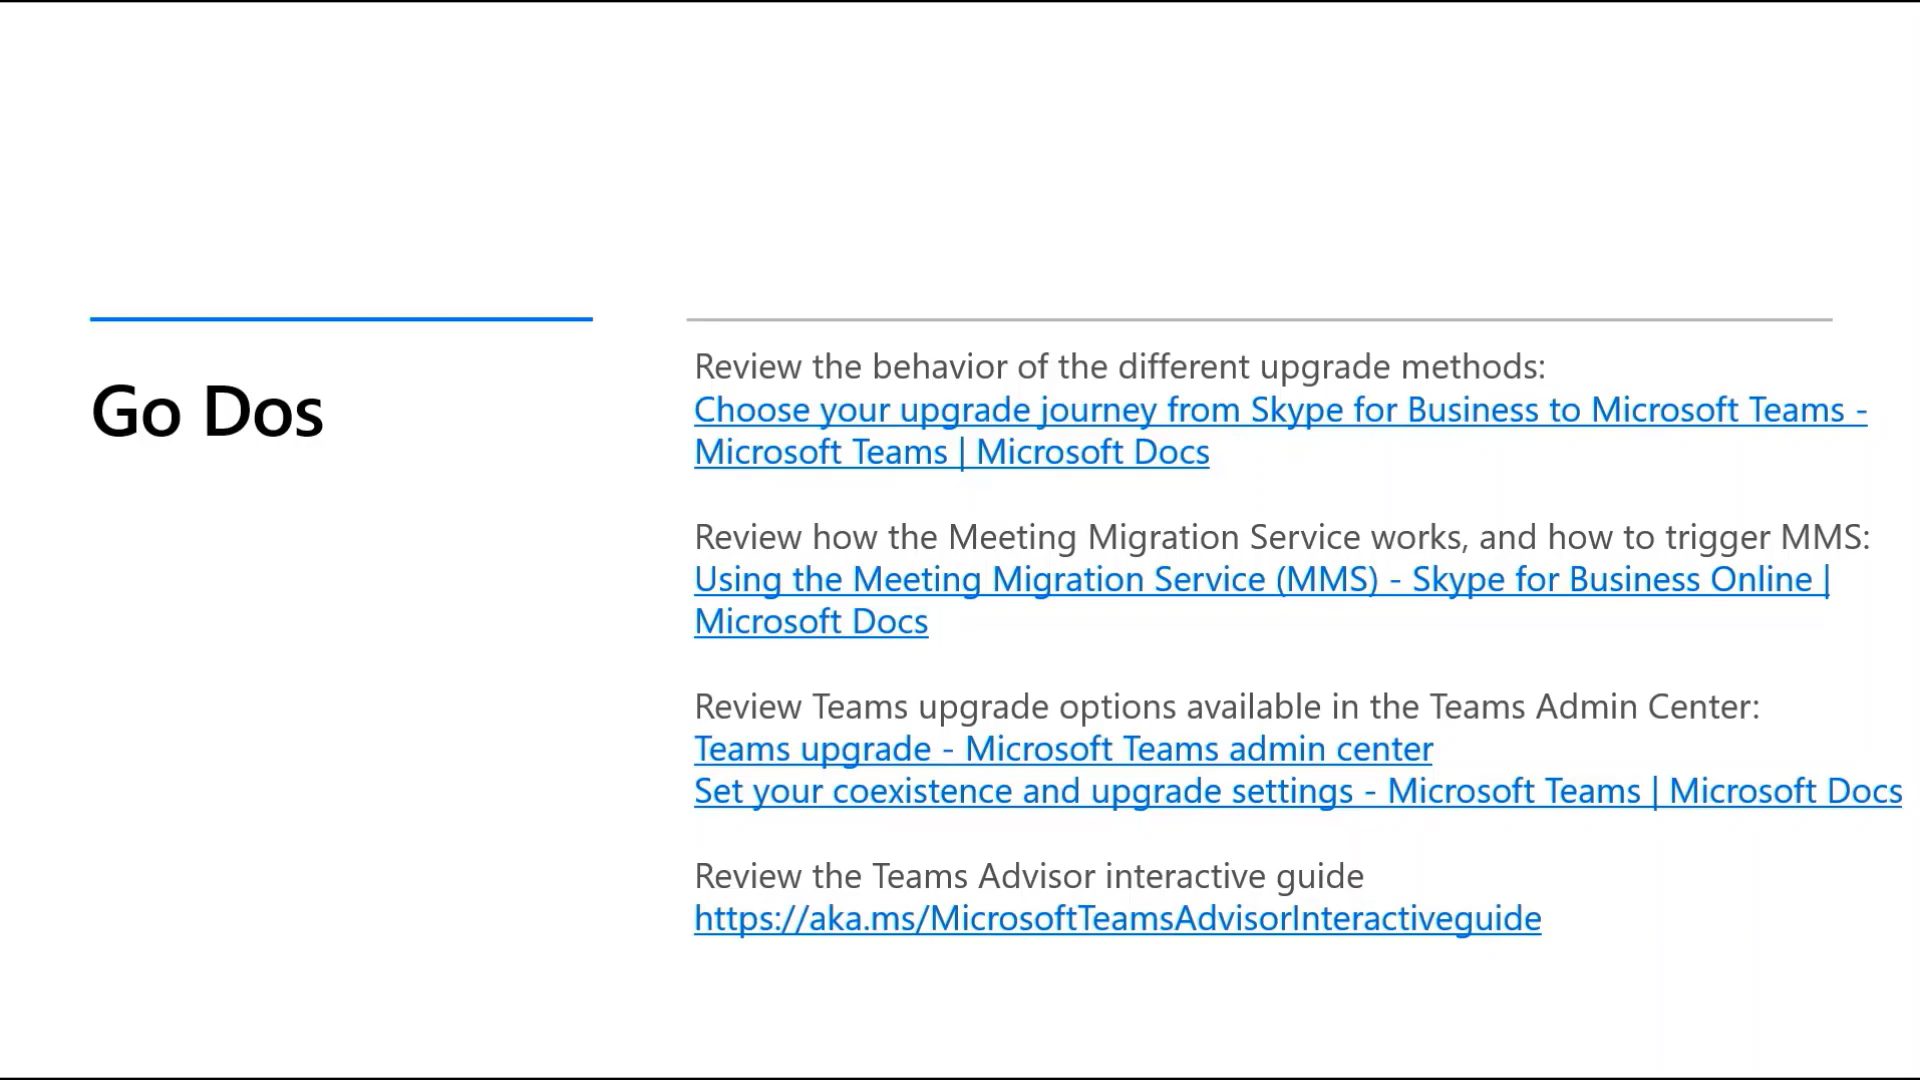 Go Dos
Review the behavior of the different upgrade methods:
Choose your upgrade journey from Skype for Business to Microsoft Teams -
Microsoft Teams | Microsoft Docs
Review how the Meeting Migration Service works, and how to trigger MMS:
Using the Meeting Migration Service (MMS) - Skype for Business Online |
Microsoft Docs
Review Teams upgrade options available in the Teams Admin Center:
Teams upgrade - Microsoft Teams admin center
Set your coexistence and upgrade settings - Microsoft Teams | Microsoft Docs
Review the Teams Advisor interactive guide
https://aka.ms/MicrosoftTeamsAdvisorInteractiveguide